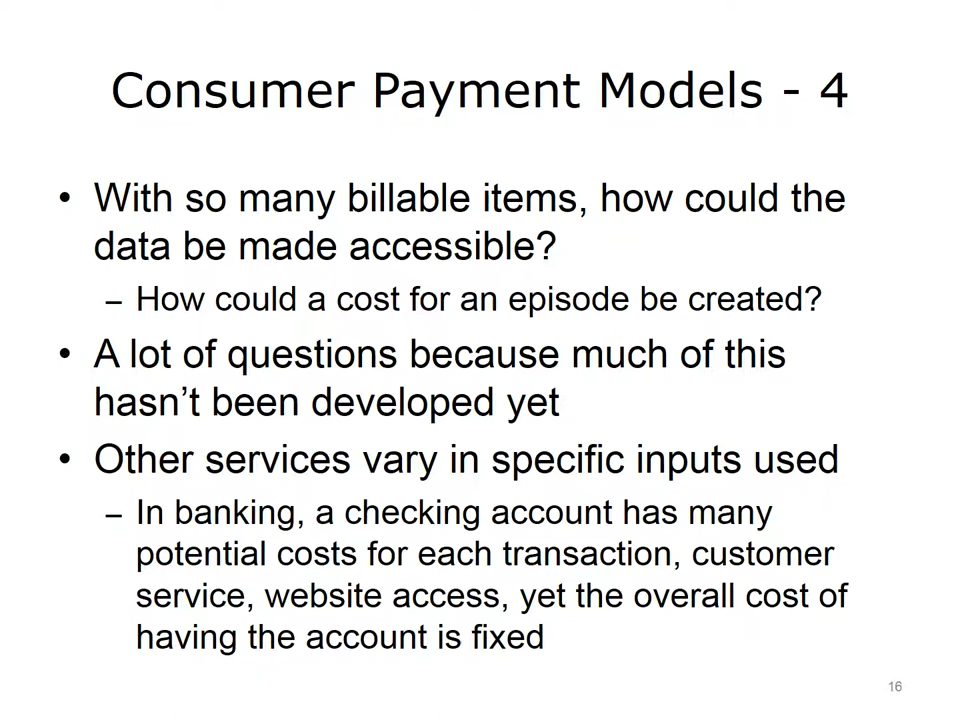 Consumer Payment Models - 4
• With so many billable items, how could the
data be made accessible?
– How could a cost for an episode be created?
• A lot of questions because much of this
hasn’t been developed yet
• Other services vary in specific inputs used
– In banking, a checking account has many
potential costs for each transaction, customer
service, website access, yet the overall cost of
having the account is fixed
16